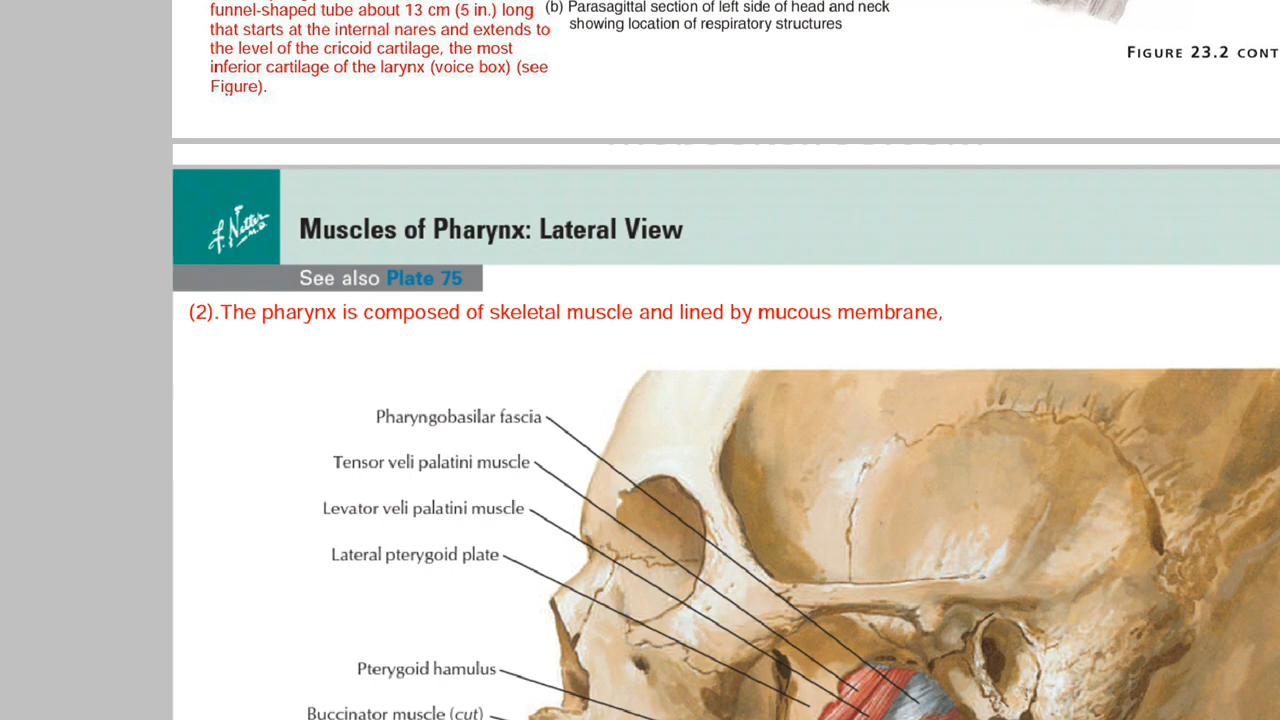 funnel-shaped tube about 13 cm (5 in.) long
that starts at the internal nares and extends to
the level of the cricoid cartilage, the most
inferior cartilage of the larynx (voice box) (see
Figure).
(b) Parasagittal section of left side of head and neck
showing location of respiratory structures
FIGURE 23.2 CONT
F. Netter
M.D.
Muscles of Pharynx: Lateral View
See also Plate 75
(2).The pharynx is composed of skeletal muscle and lined by mucous membrane,
Pharyngobasilar fascia
Tensor veli palatini muscle
Levator veli palatini muscle
Lateral pterygoid plate
Pterygoid hamulus
Buccinator muscle (cut)